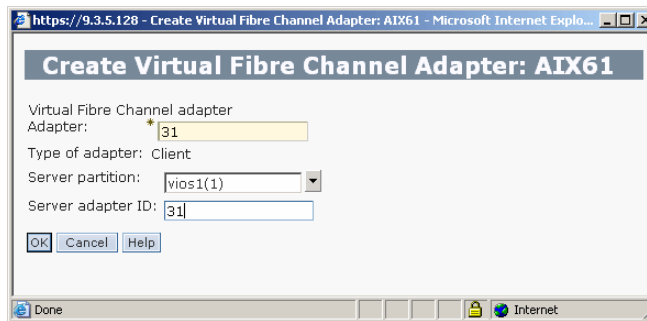 https://9.3.5.128 - Create Virtual Fibre Channel Adapter: AIX61 - Microsoft Internet Explo...
Create Virtual Fibre Channel Adapter: AIX61
Virtual Fibre Channel adapter
Adapter: * 31
Type of adapter: Client
Server partition: vios1(1)
Server adapter ID: 31
OK Cancel Help
Done Internet